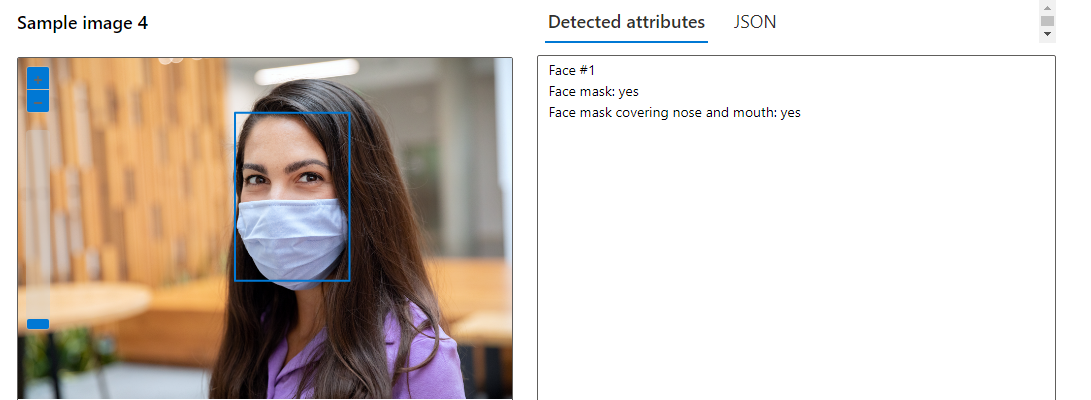 Sample image 4
Detected attributes
JSON
Face #1
Face mask: yes
Face mask covering nose and mouth: yes